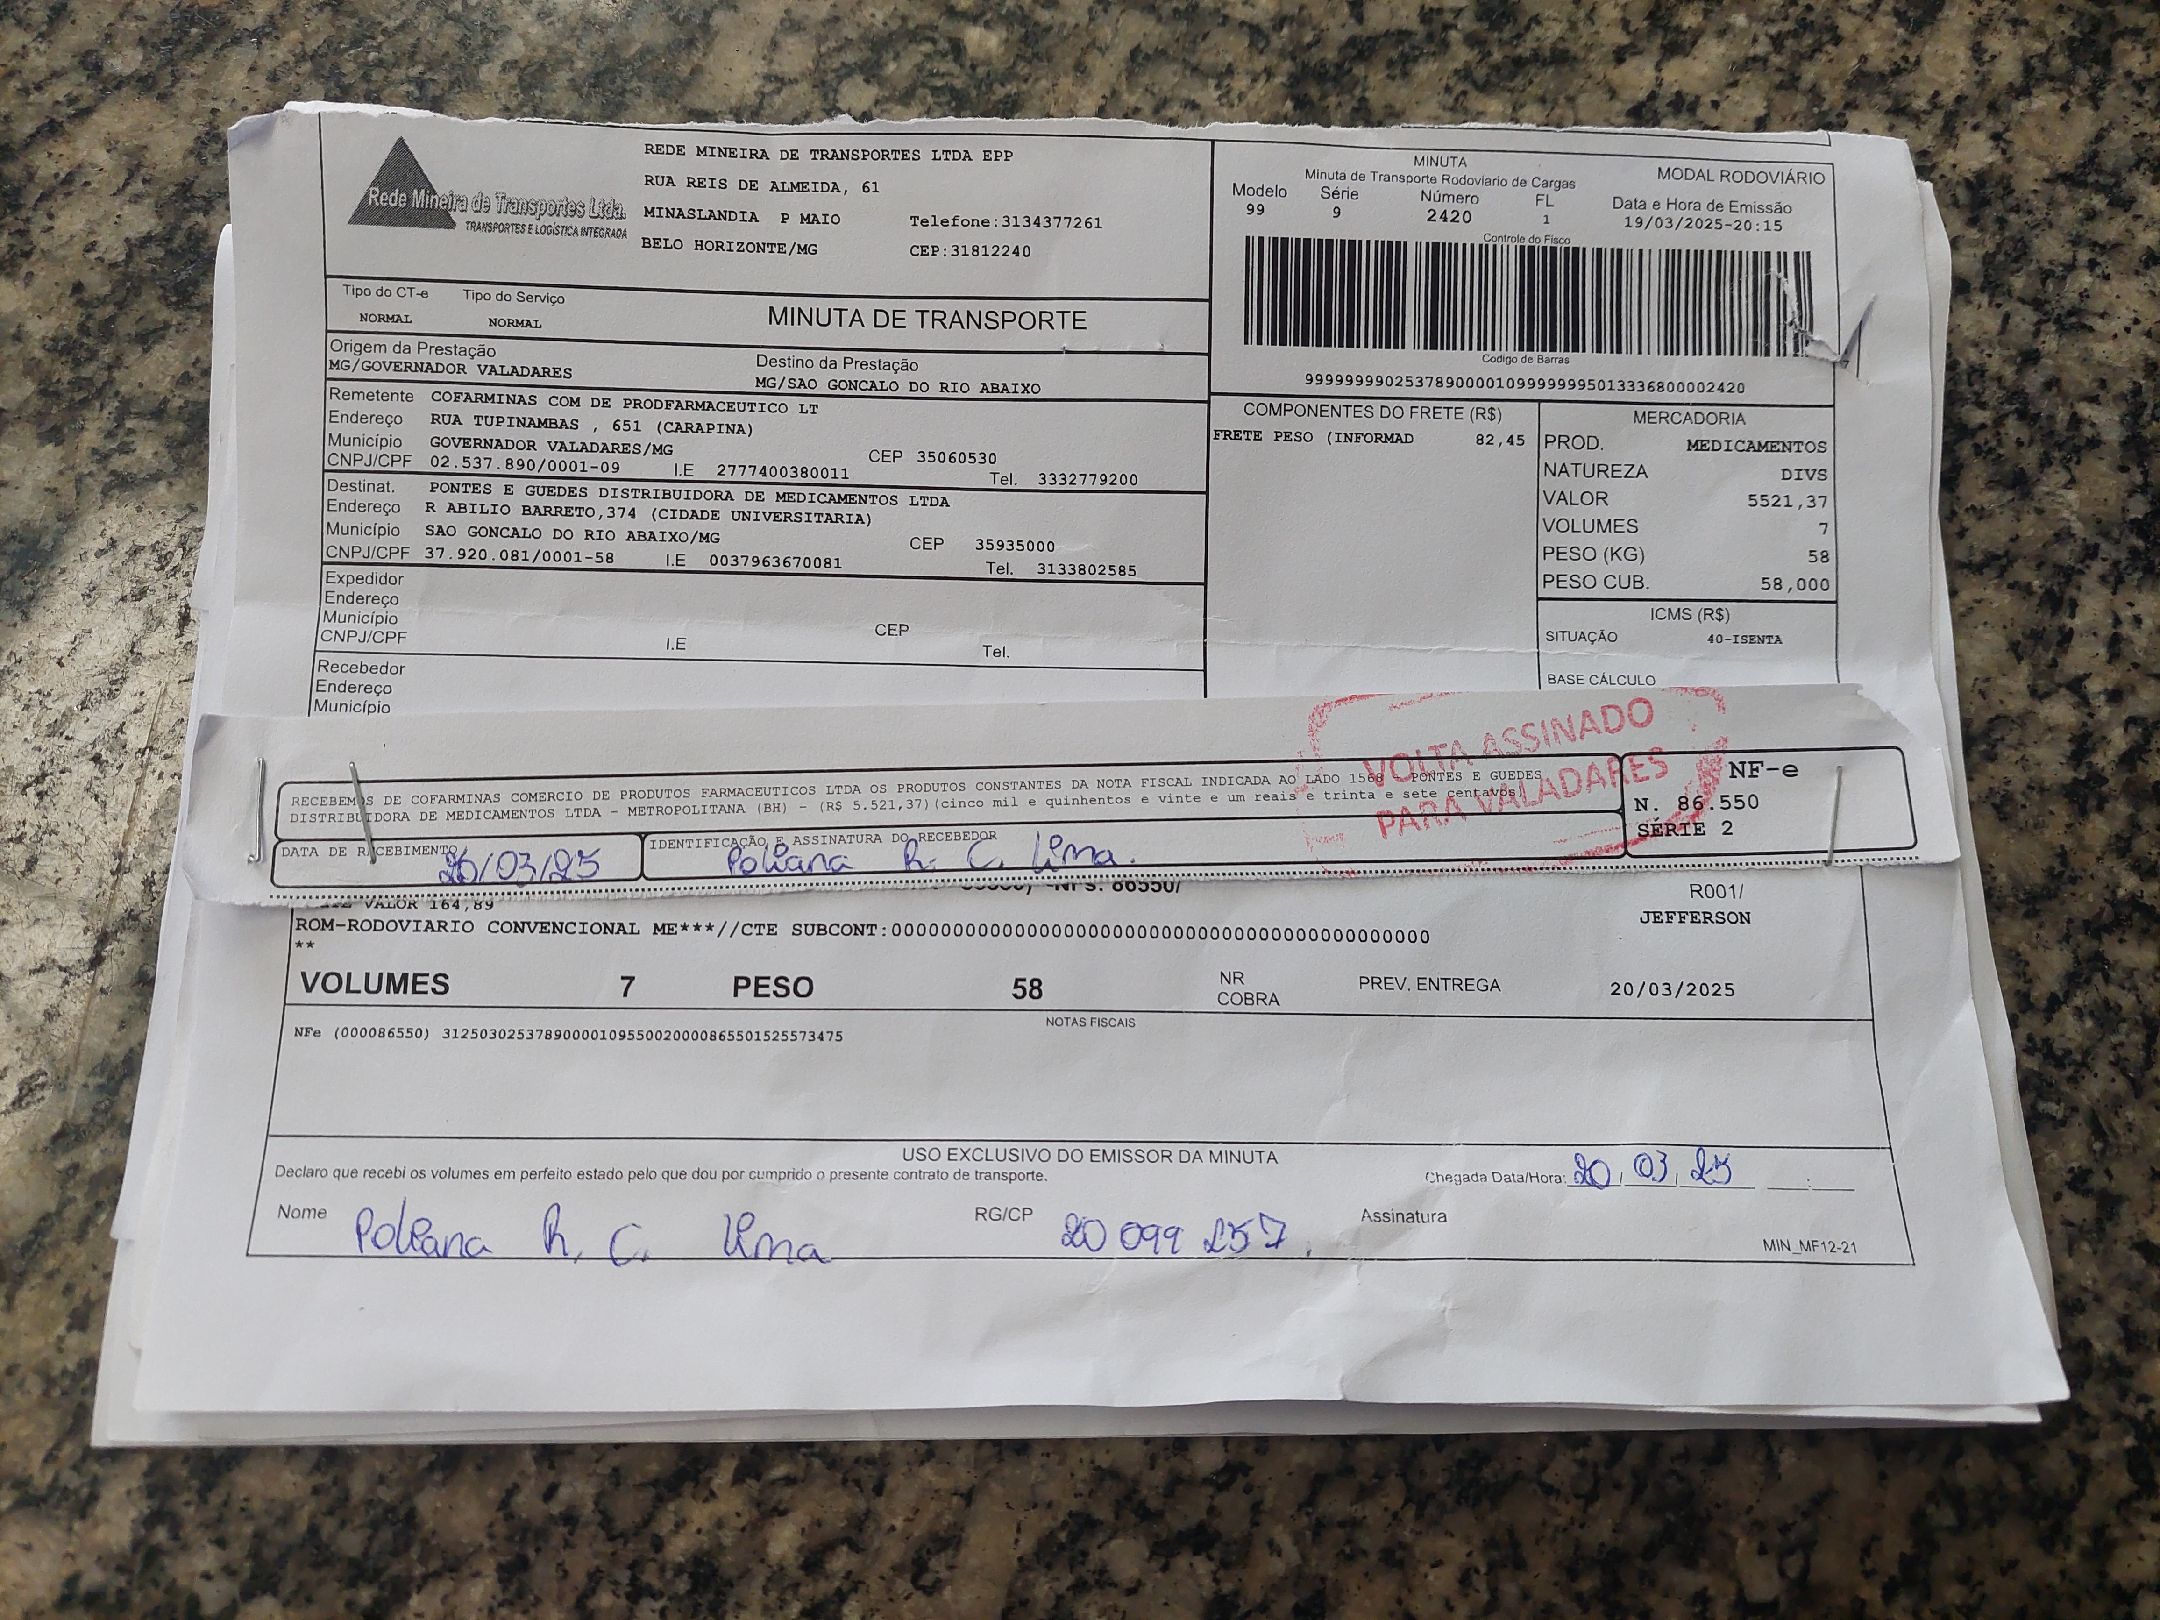 Rede Mineira de Transportes Ltda.
TRANSPORTES E LOGÍSTICA INTEGRADA
REDE MINEIRA DE TRANSPORTES LTDA EPP
RUA REIS DE ALMEIDA, 61
MINASLANDIA P MAIO Telefone:3134377261
BELO HORIZONTE/MG CEP:31812240
MINUTA
Minuta de Transporte Rodoviario de Cargas
MODAL RODOVIÁRIO
Modelo Série Número FL Data e Hora de Emissão
99 9 2420 1 19/03/2025-20:15
Controle do Fisco
Codigo de Barras
Tipo do CT-e Tipo do Serviço
NORMAL NORMAL
MINUTA DE TRANSPORTE
Origem da Prestação Destino da Prestação
MG/GOVERNADOR VALADARES MG/SAO GONCALO DO RIO ABAIXO
Remetente COFARMINAS COM DE PRODFARMACEUTICO LT
Endereço RUA TUPINAMBAS , 651 (CARAPINA)
Município GOVERNADOR VALADARES/MG CEP 35060530
CNPJ/CPF 02.537.890/0001-09 I.E 2777400380011 Tel. 3332779200
Destinat. PONTES E GUEDES DISTRIBUIDORA DE MEDICAMENTOS LTDA
Endereço R ABILIO BARRETO,374 (CIDADE UNIVERSITARIA)
Município SAO GONCALO DO RIO ABAIXO/MG CEP 35935000
CNPJ/CPF 37.920.081/0001-58 I.E 0037963670081 Tel. 3133802585
Expedidor
Endereço
Município CEP
CNPJ/CPF I.E Tel.
Recebedor
Endereço
Município
COMPONENTES DO FRETE (R$)
FRETE PESO (INFORMAD 82,45
MERCADORIA
PROD. MEDICAMENTOS
NATUREZA DIVS
VALOR 5521,37
VOLUMES 7
PESO (KG) 58
PESO CUB. 58,000
ICMS (R$)
SITUAÇÃO 40-ISENTA
BASE CÁLCULO
VOLTA ASSINADO
PARA VALADARES
RECEBEMOS DE COFARMINAS COMERCIO DE PRODUTOS FARMACEUTICOS LTDA OS PRODUTOS CONSTANTES DA NOTA FISCAL INDICADA AO LADO 1568 - PONTES E GUEDES
DISTRIBUIDORA DE MEDICAMENTOS LTDA - METROPOLITANA (BH) - (R$ 5.521,37)(cinco mil e quinhentos e vinte e um reais e trinta e sete centavos)
NF-e
N. 86.550
SÉRIE 2
DATA DE RECEBIMENTO IDENTIFICAÇÃO E ASSINATURA DO RECEBEDOR
/03/25 Poliana R. C. Lima.
VALOR 164,89
R001/
JEFFERSON
ROM-RODOVIARIO CONVENCIONAL ME***//CTE SUBCONT:
**
VOLUMES 7 PESO 58 NR COBRA PREV. ENTREGA 20/03/2025
NOTAS FISCAIS
NFe (000086550) 31250302537890000109550020000865501525573475
USO EXCLUSIVO DO EMISSOR DA MINUTA
Declaro que recebi os volumes em perfeito estado pelo que dou por cumprido o presente contrato de transporte.
Chegada Data/Hora: 20/03/25
Nome Poliana R. C. Lima RG/CP 20 099 257. Assinatura
MIN_MF12-21